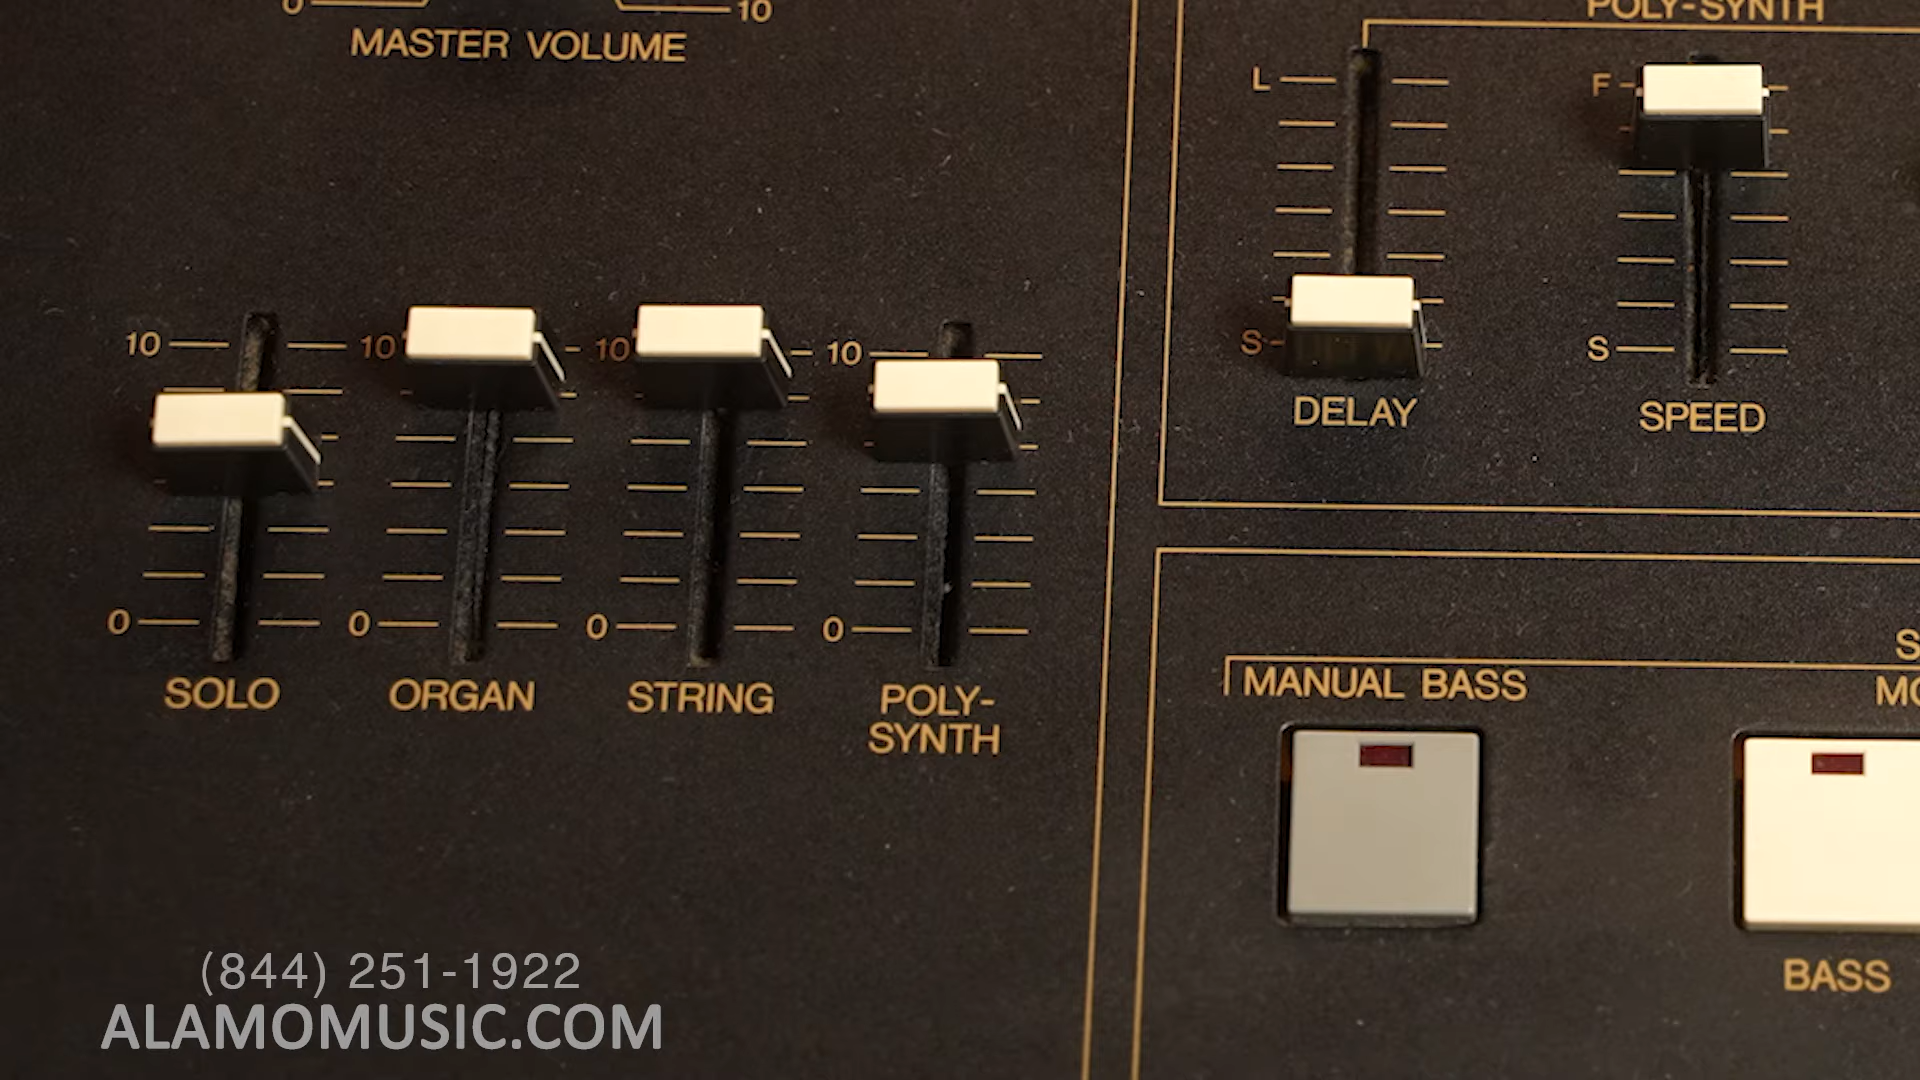 0 10
MASTER VOLUME
POLY-SYNTH
L
F
S
S
DELAY
SPEED
10
10
10
10
0
0
0
0
SOLO
ORGAN
STRING
POLY-
SYNTH
MANUAL BASS
BASS
(844) 251-1922
ALAMOMUSIC.COM